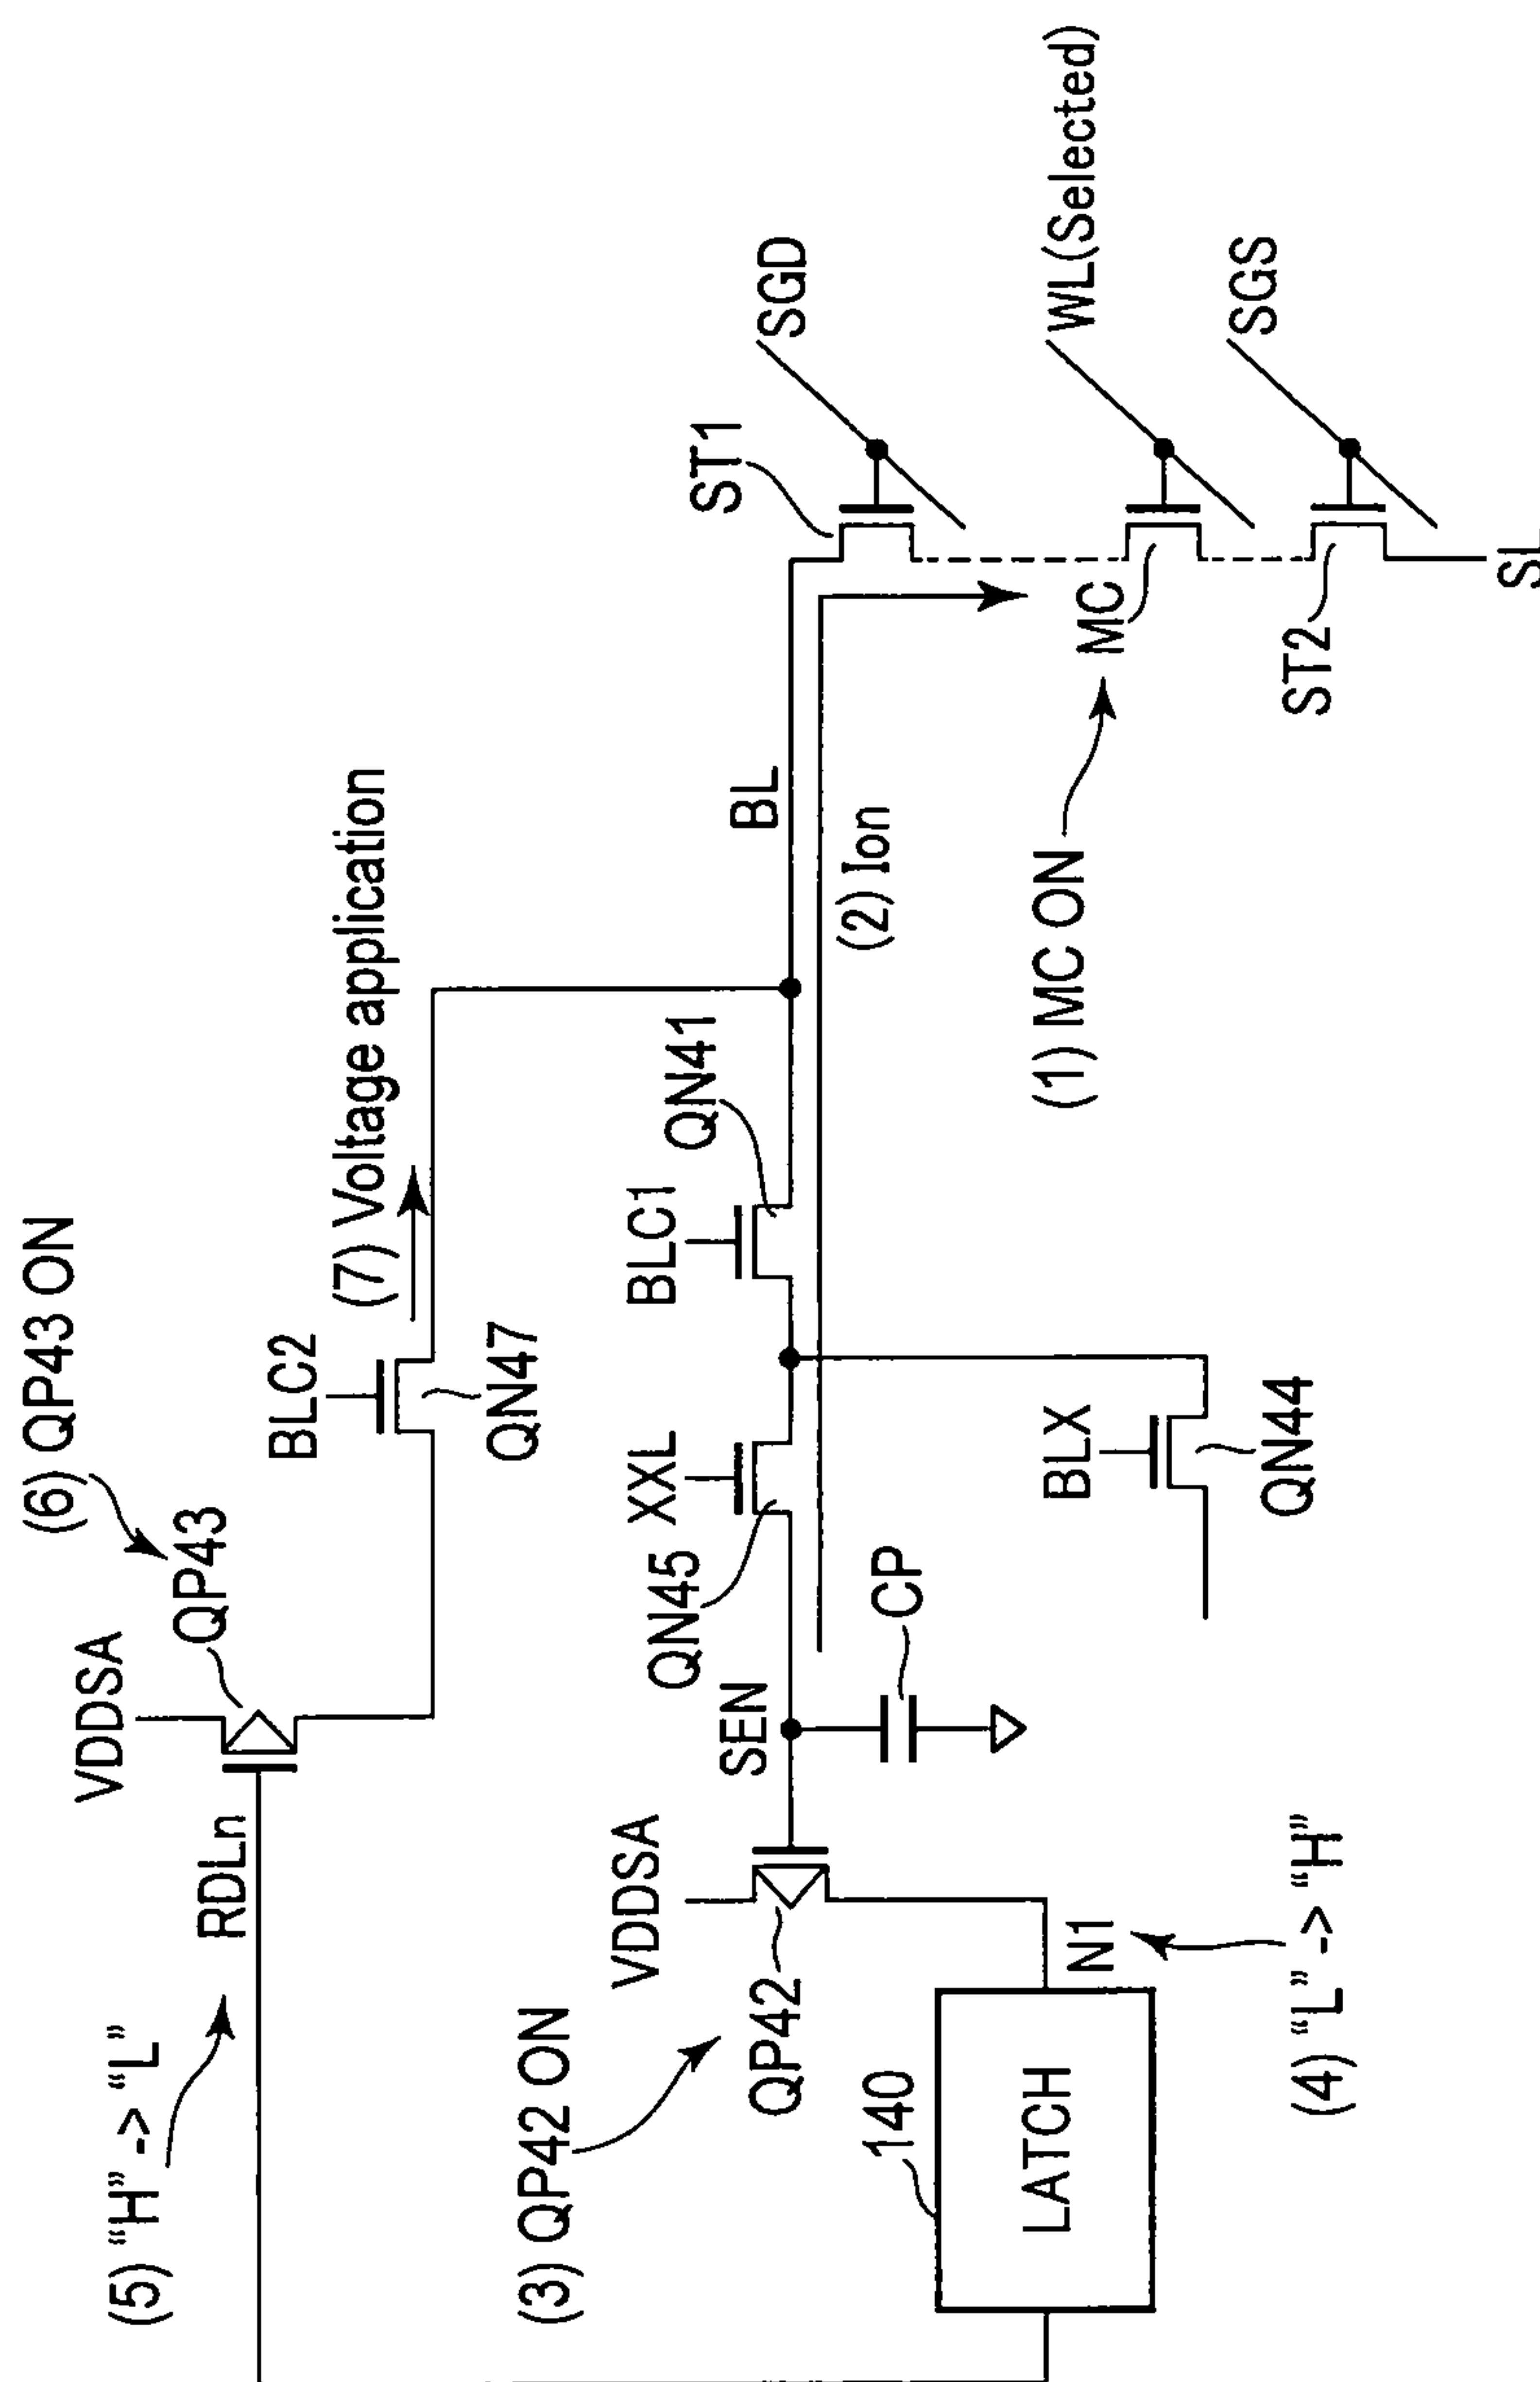 (6) QP43 ON
VDDSA
QP43
(5) “H” -> “L”
RDLn
BLC2
(7) Voltage application
QN47
(3) QP42 ON
VDDSA
QP42
SEN
QN45
XXL
BLC1
QN41
BL
ST1
SGD
140
LATCH
CP
(2) Ion
N1
BLX
(1) MC ON
MC
WL(Selected)
(4) “L” -> “H”
QN44
ST2
SGS